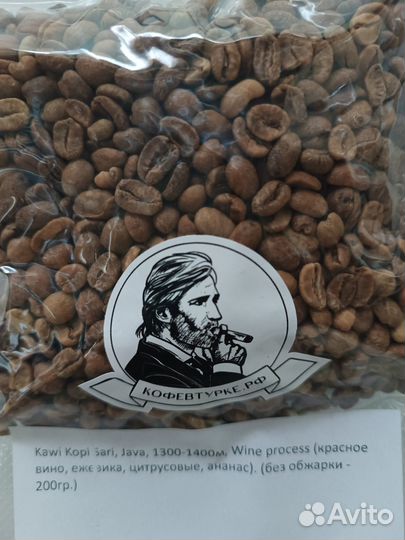 КОФЕВТУРКЕ.РФ
Kawi Kopi Sari, Java, 1300-1400м, Wine process (красное
вино, ежевика, цитрусовые, ананас). (без обжарки -
200гр.)
Avito